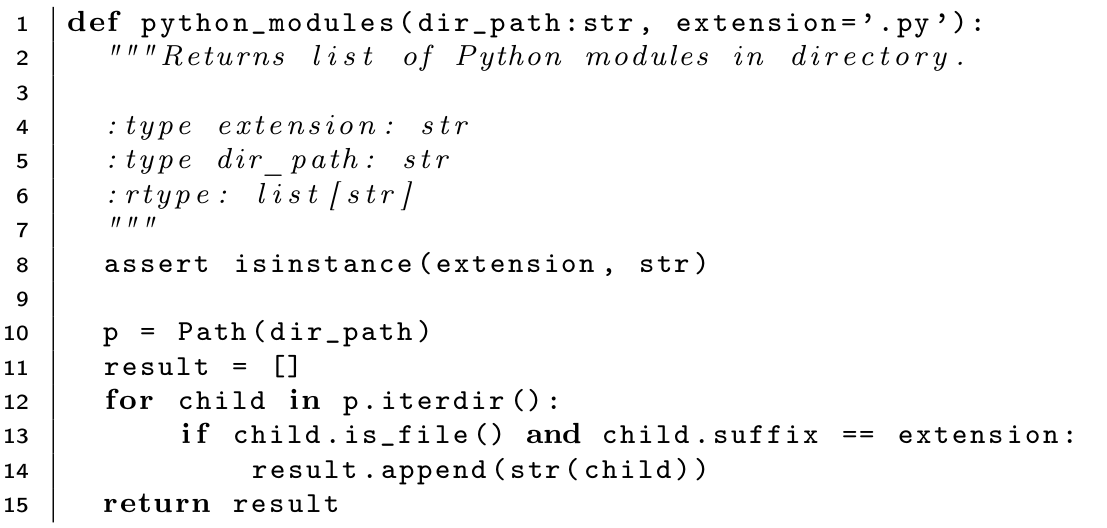 1 def python_modules(dir_path:str, extension='.py'):
2 """Returns list of Python modules in directory.
3
4 :type extension: str
5 :type dir_path: str
6 :rtype: list[str]
7 """
8 assert isinstance(extension, str)
9
10 p = Path(dir_path)
11 result = []
12 for child in p.iterdir():
13 if child.is_file() and child.suffix == extension:
14 result.append(str(child))
15 return result